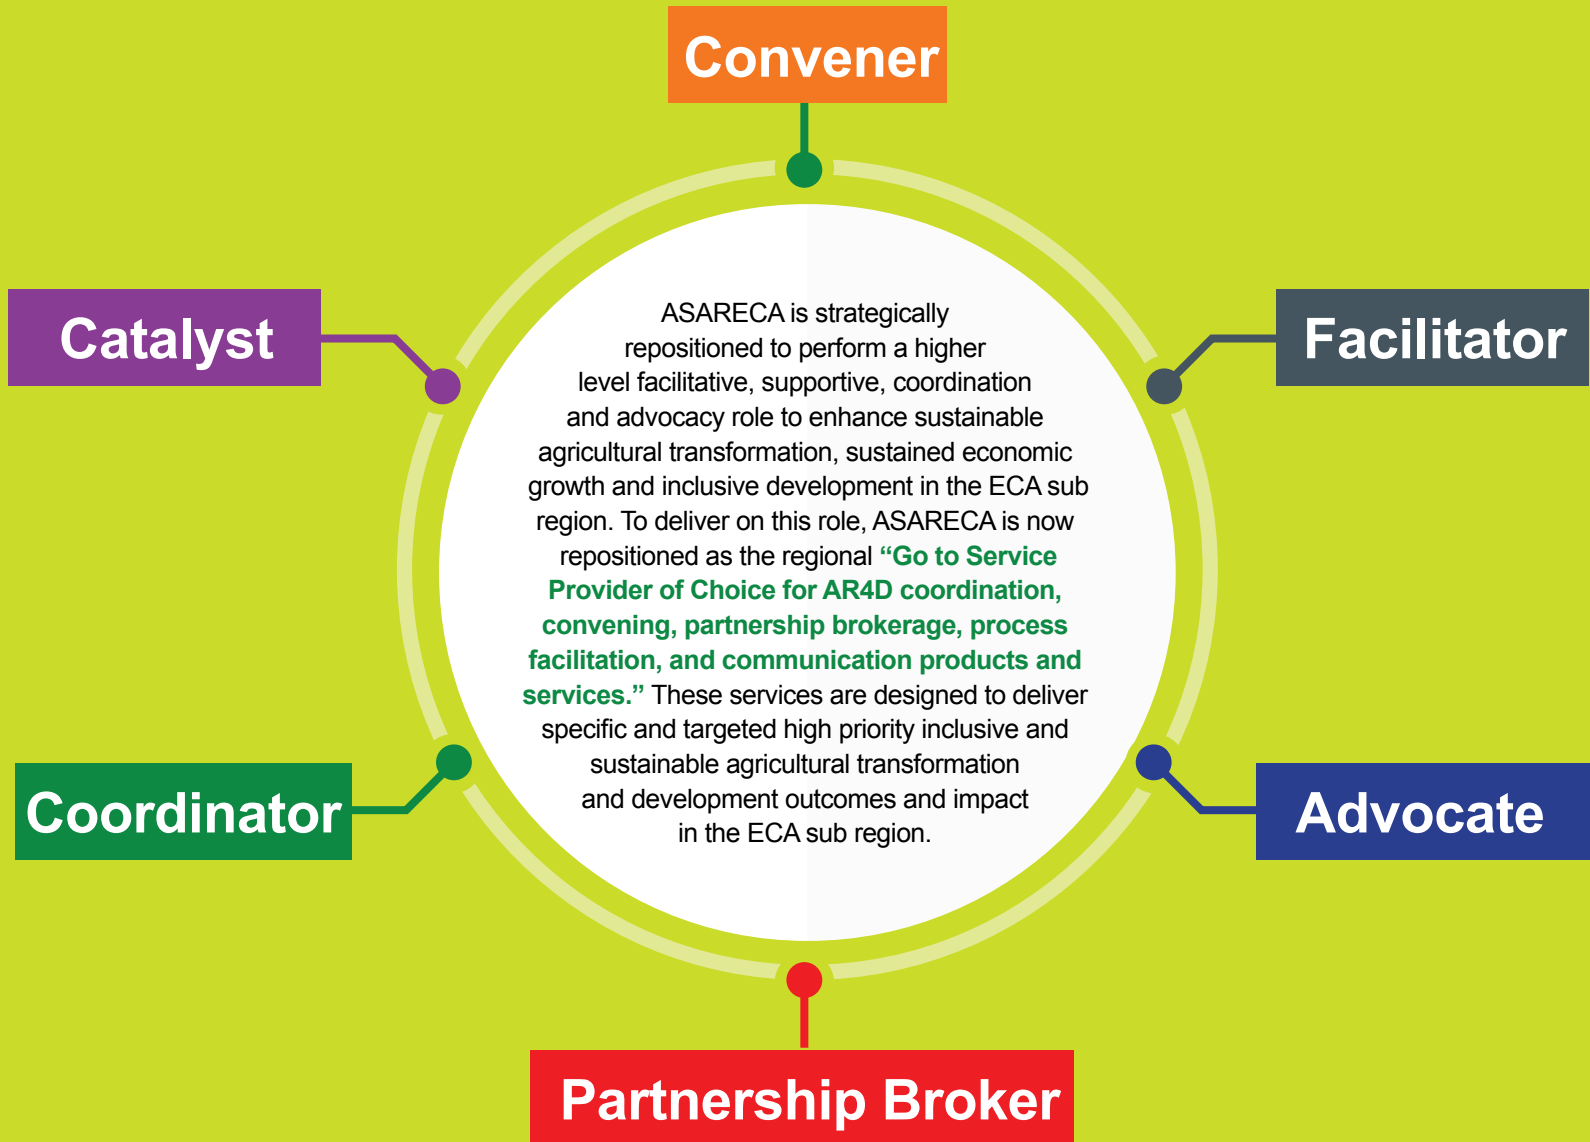 Convener
Catalyst
Facilitator
ASARECA is strategically
repositioned to perform a higher
level facilitative, supportive, coordination
and advocacy role to enhance sustainable
agricultural transformation, sustained economic
growth and inclusive development in the ECA sub
region. To deliver on this role, ASARECA is now
repositioned as the regional “Go to Service
Provider of Choice for AR4D coordination,
convening, partnership brokerage, process
facilitation, and communication products and
services.” These services are designed to deliver
specific and targeted high priority inclusive and
sustainable agricultural transformation
and development outcomes and impact
in the ECA sub region.
Coordinator
Advocate
Partnership Broker